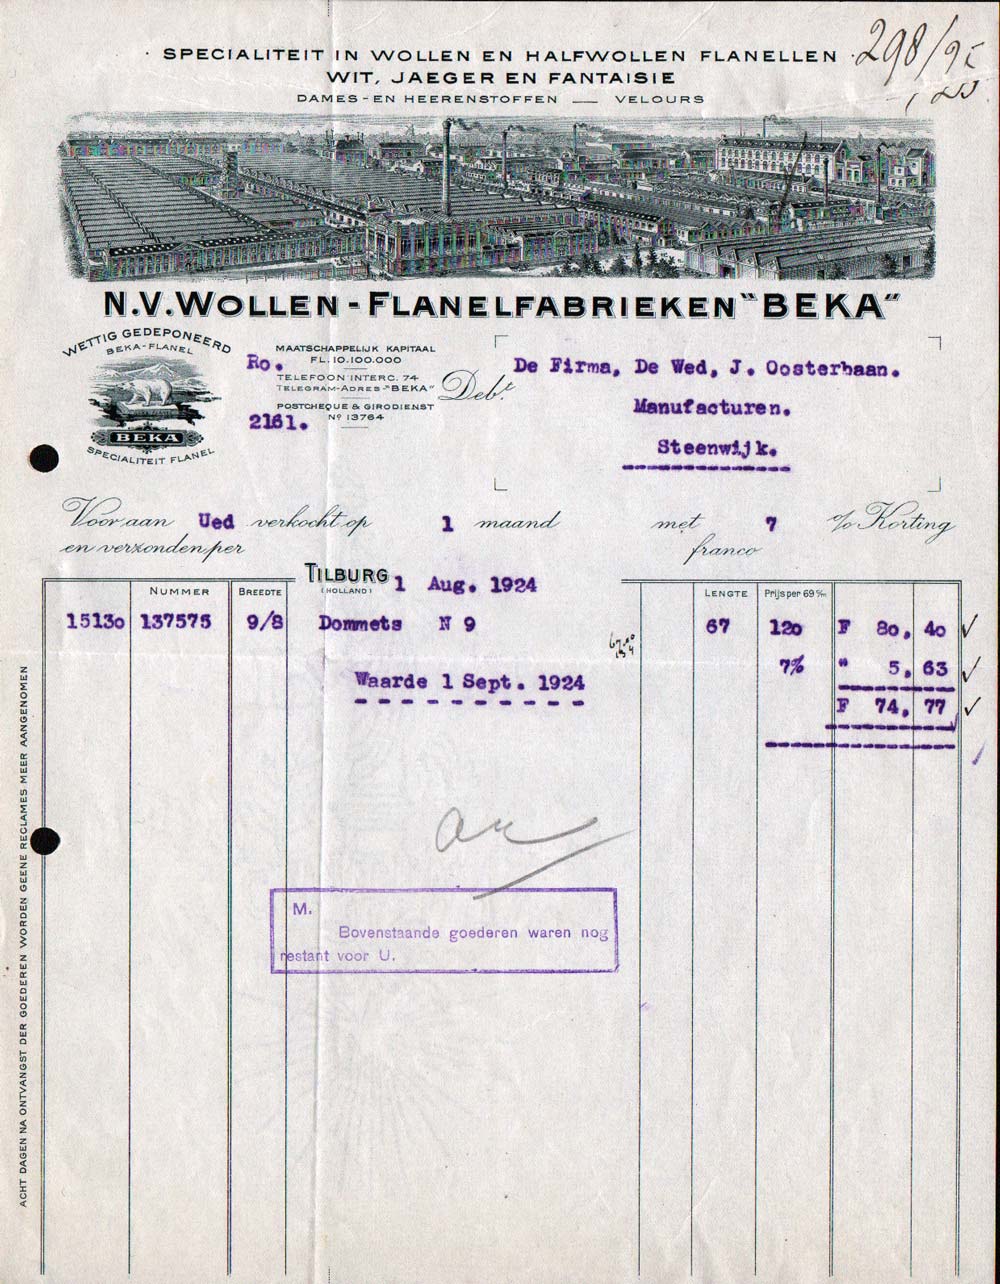 SPECIALITEIT IN WOLLEN EN HALFWOLLEN FLANELLEN
WIT, JAEGER EN FANTAISIE
DAMES- EN HEERENSTOFFEN — VELOURS
298/95
N.V. WOLLEN-FLANELFABRIEKEN "BEKA"
WETTIG GEDEPONEERD
BEKA-FLANEL
BEKA
SPECIALITEIT FLANEL
MAATSCHAPPELIJK KAPITAAL
FL. 10.100.000
Ro.
TELEFOON INTERC. 74
TELEGRAM-ADRES-"BEKA"
POSTCHEQUE & GIRODIENST
Nº 13764
2161.
Debt.
De Firma, De Wed, J. Oosterhaan.
Manufacturen.
Steenwijk.
Voor aan Ued verkocht op 1 maand met 7 % Korting
en verzonden per franco
TILBURG 1 Aug. 1924
(HOLLAND)
NUMMER BREEDTE LENGTE Prijs per 69 c/m
15130 137575 9/8 Dommets N 9 67 120 F 80, 40
7% " 5, 63
Waarde 1 Sept. 1924
F 74, 77
M.
Bovenstaande goederen waren nog
restant voor U.
ACHT DAGEN NA ONTVANGST DER GOEDEREN WORDEN GEENE RECLAMES MEER AANGENOMEN